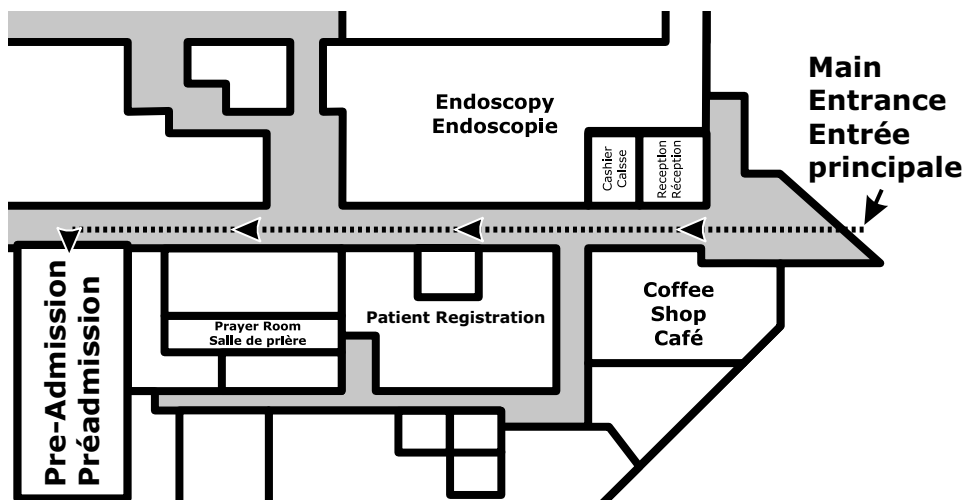 Main
Entrance
Entrée
principale
Endoscopy
Endoscopie
Cashier
Calsse
Reception
Réception
Coffee
Shop
Café
Patient Registration
Prayer Room
Salle de prière
Pre-Admission
Préadmission